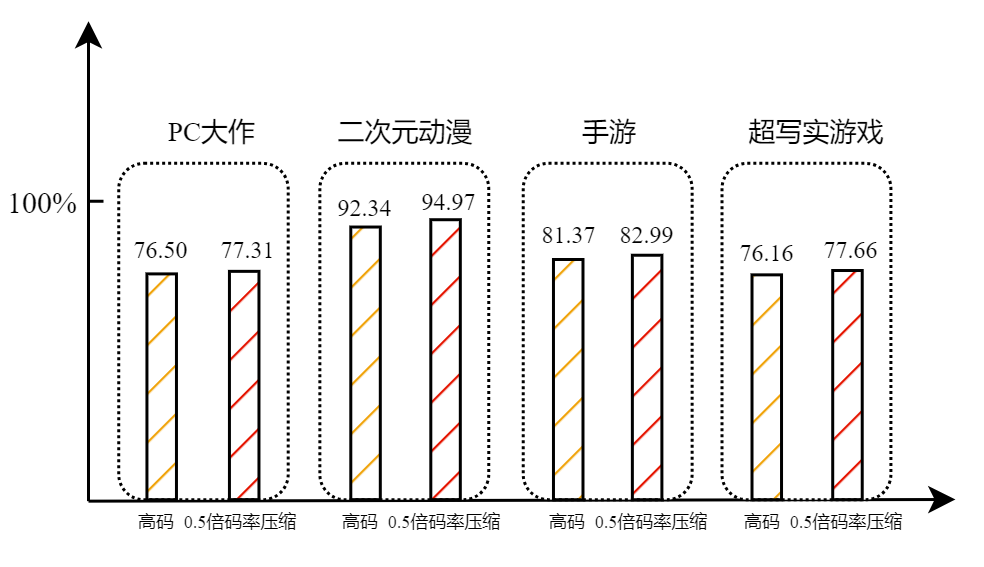 PC大作 二次元动漫 手游 超写实游戏
100%
76.50 77.31 92.34 94.97 81.37 82.99 76.16 77.66
高码 0.5倍码率压缩 高码 0.5倍码率压缩 高码 0.5倍码率压缩 高码 0.5倍码率压缩